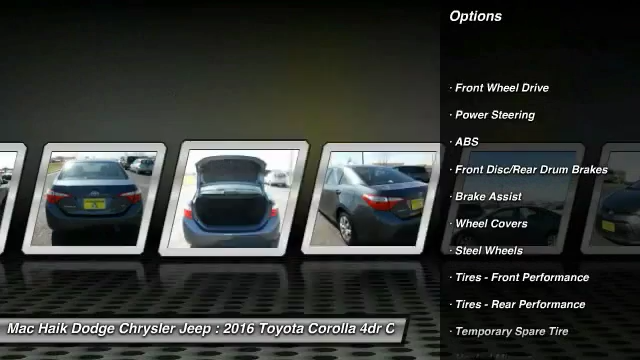 Options
· Front Wheel Drive
· Power Steering
· ABS
· Front Disc/Rear Drum Brakes
· Brake Assist
· Wheel Covers
· Steel Wheels
· Tires - Front Performance
· Tires - Rear Performance
· Temporary Spare Tire
Mac Haik Dodge Chrysler Jeep : 2016 Toyota Corolla 4dr C